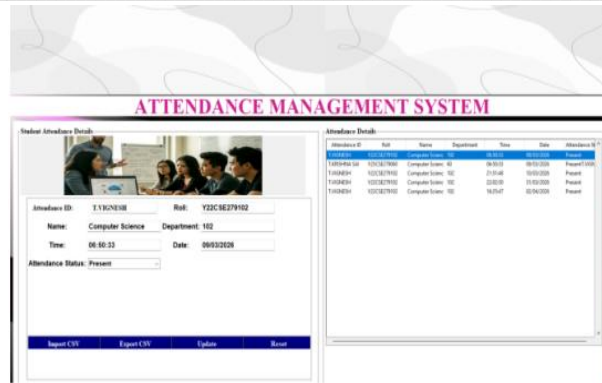 ATTENDANCE MANAGEMENT SYSTEM
Student Attendance Details
Attendance ID: T.VIGNESH Roll: Y22CSE279102
Name: Computer Science Department: 102
Time: 06:50:33 Date: 09/03/2026
Attendance Status: Present
Import CSV Export CSV Update Reset
Attendance Details
Attendance ID Roll Name Department Time Date Attendance
T.VIGNESH Y22CSE279102 Computer Scienc 102 06:50:33 09/03/2026 Present
Computer Scienc
T.VIGNESH Y22CSE279102 Computer Scienc 102 Present
T.VIGNESH Y22CSE279102 Computer Scienc 102 Present
T.VIGNESH Y22CSE279102 Computer Scienc 102 Present